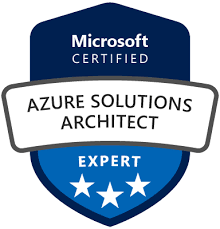 Microsoft
CERTIFIED
AZURE SOLUTIONS
ARCHITECT
EXPERT